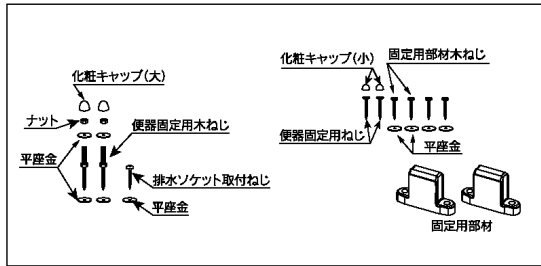 化粧キャップ(大)
ナット
便器固定用木ねじ
平座金
排水ソケット取付ねじ
平座金
化粧キャップ(小)
固定用部材木ねじ
便器固定用ねじ
平座金
固定用部材